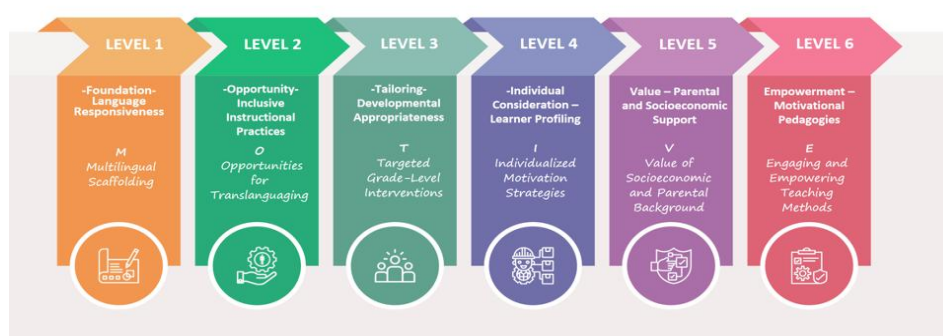 LEVEL 1
-Foundation-
Language
Responsiveness
M
Multilingual
Scaffolding
LEVEL 2
-Opportunity-
Inclusive
Instructional
Practices
O
Opportunities
for
Translanguaging
LEVEL 3
-Tailoring-
Developmental
Appropriateness
T
Targeted
Grade-Level
Interventions
LEVEL 4
-Individual
Consideration –
Learner Profiling
I
Individualized
Motivation
Strategies
LEVEL 5
Value – Parental
and Socioeconomic
Support
V
Value of
Socioeconomic
and Parental
Background
LEVEL 6
Empowerment –
Motivational
Pedagogies
E
Engaging and
Empowering
Teaching
Methods